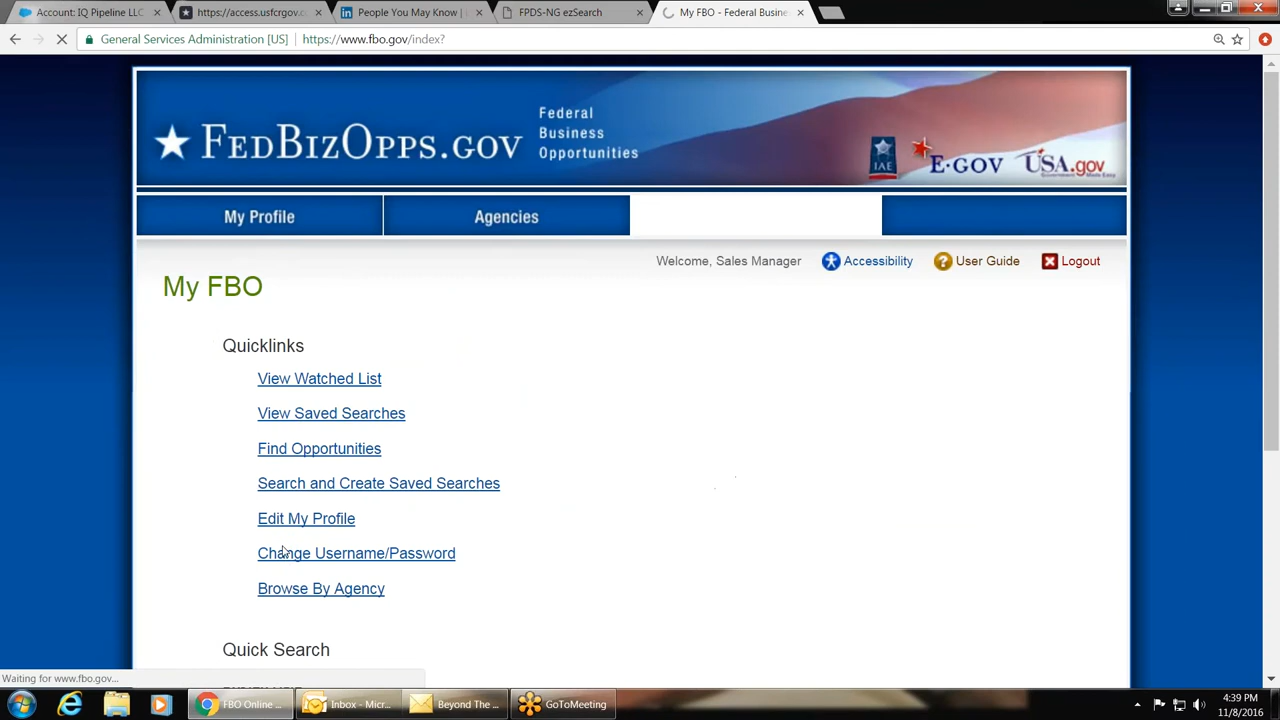 Account: IQ Pipeline LLC
https://access.usfcrgov.c
People You May Know |
FPDS-NG ezSearch
My FBO - Federal Busine
General Services Administration [US]
https://www.fbo.gov/index?
FedBizOpps.gov
Federal
Business
Opportunities
IAE
E-GOV
USA.gov
My Profile
Agencies
Welcome, Sales Manager
Accessibility
User Guide
Logout
My FBO
Quicklinks
View Watched List
View Saved Searches
Find Opportunities
Search and Create Saved Searches
Edit My Profile
Change Username/Password
Browse By Agency
Quick Search
Waiting for www.fbo.gov...
FBO Online ...
Inbox - Micr...
Beyond The ...
GoToMeeting
4:39 PM
11/8/2016